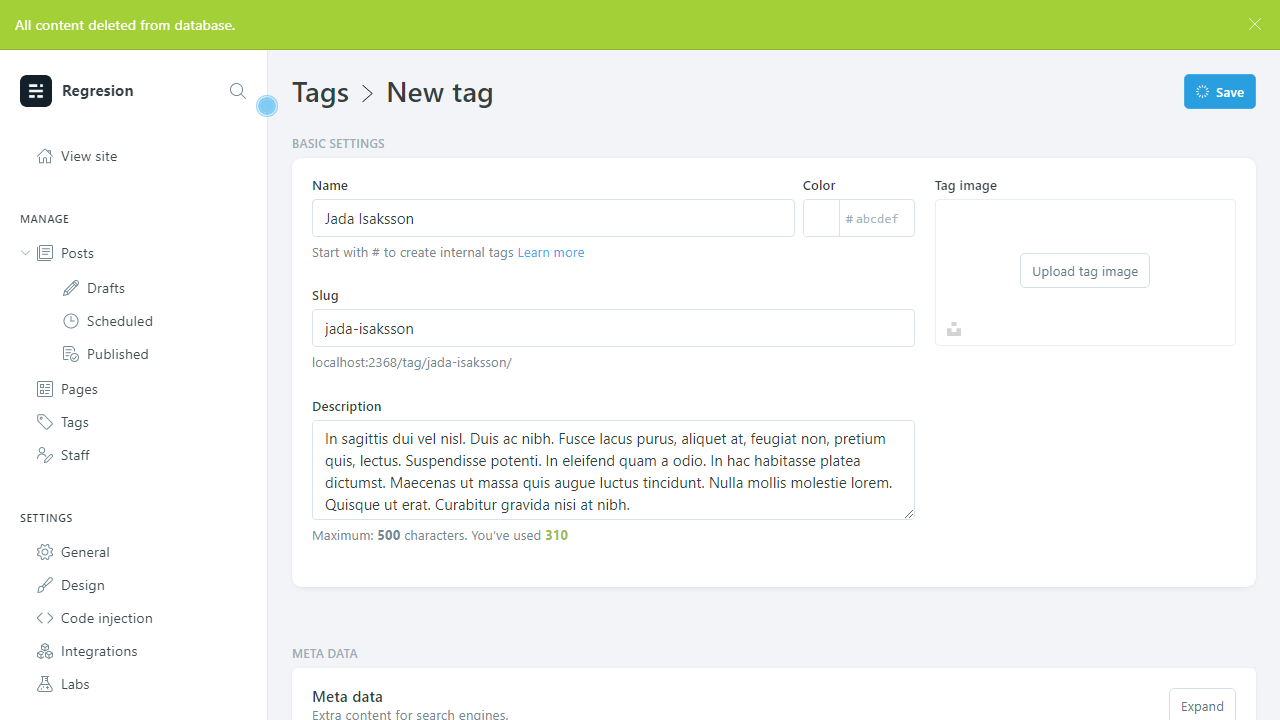 All content deleted from database.
Regresion
Tags > New tag
Save
View site
BASIC SETTINGS
Name
Color
Tag image
Jada Isaksson
# abcdef
Start with # to create internal tags Learn more
Upload tag image
MANAGE
Posts
Drafts
Scheduled
Published
Pages
Tags
Staff
Slug
jada-isaksson
localhost:2368/tag/jada-isaksson/
Description
In sagittis dui vel nisl. Duis ac nibh. Fusce lacus purus, aliquet at, feugiat non, pretium
quis, lectus. Suspendisse potenti. In eleifend quam a odio. In hac habitasse platea
dictumst. Maecenas ut massa quis augue luctus tincidunt. Nulla mollis molestie lorem.
Quisque ut erat. Curabitur gravida nisi at nibh.
Maximum: 500 characters. You've used 310
SETTINGS
General
Design
Code injection
Integrations
Labs
META DATA
Meta data
Extra content for search engines.
Expand